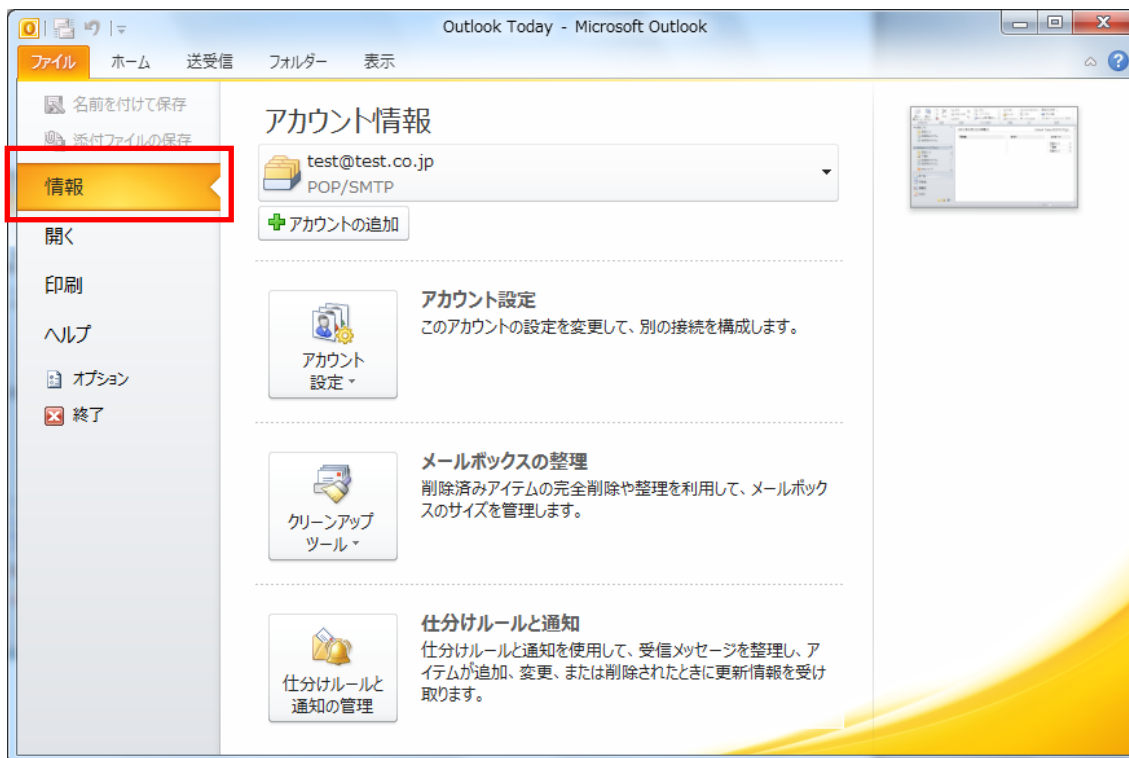 Outlook Today - Microsoft Outlook
ファイル ホーム 送受信 フォルダー 表示
名前を付けて保存
添付ファイルの保存
情報
開く
印刷
ヘルプ
オプション
終了
アカウント情報
test@test.co.jp
POP/SMTP
アカウントの追加
アカウント
設定
アカウント設定
このアカウントの設定を変更して、別の接続を構成します。
クリーンアップ
ツール
メールボックスの整理
削除済みアイテムの完全削除や整理を利用して、メールボック
スのサイズを管理します。
仕分けルールと
通知の管理
仕分けルールと通知
仕分けルールと通知を使用して、受信メッセージを整理し、ア
イテムが追加、変更、または削除されたときに更新情報を受け
取ります。